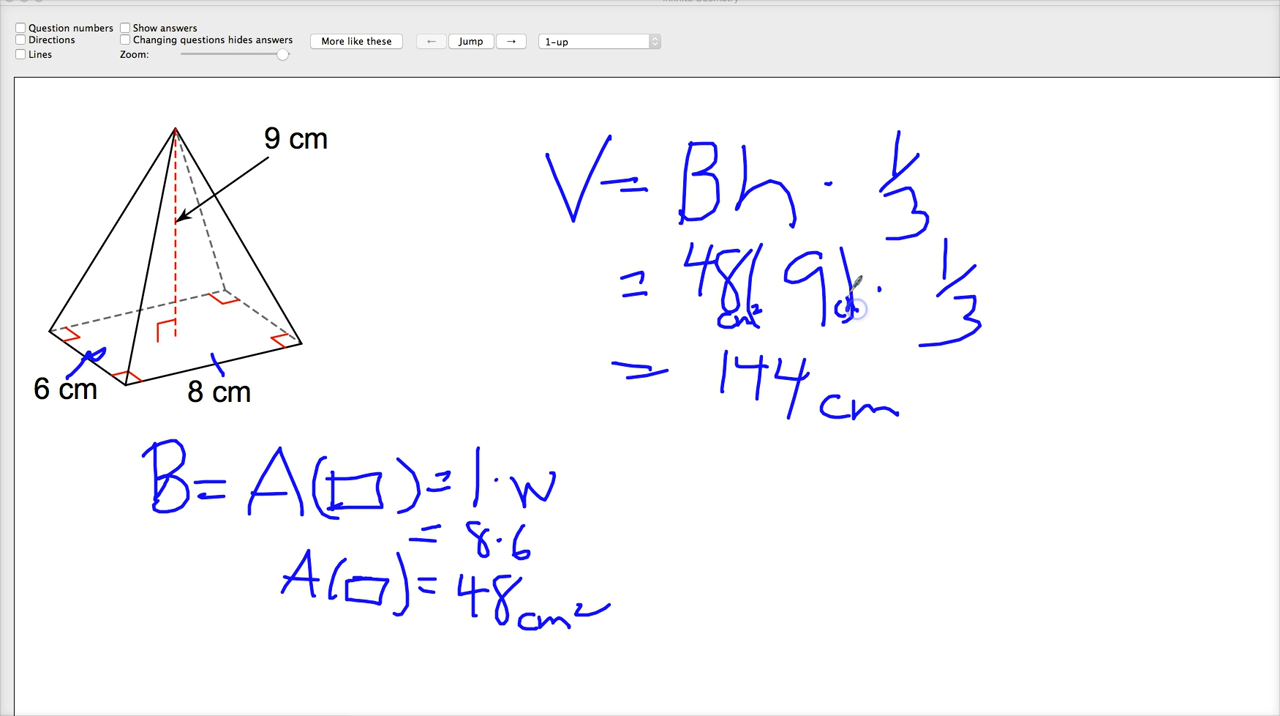 Question numbers Show answers
Directions Changing questions hides answers
Lines Zoom:
More like these ← Jump → 1-up
9 cm
6 cm
8 cm
V = Bh · 1/3
= 48 cm² (9) · 1/3
= 144 cm
B = A(▭) = l · w
= 8 · 6
A(▭) = 48 cm²